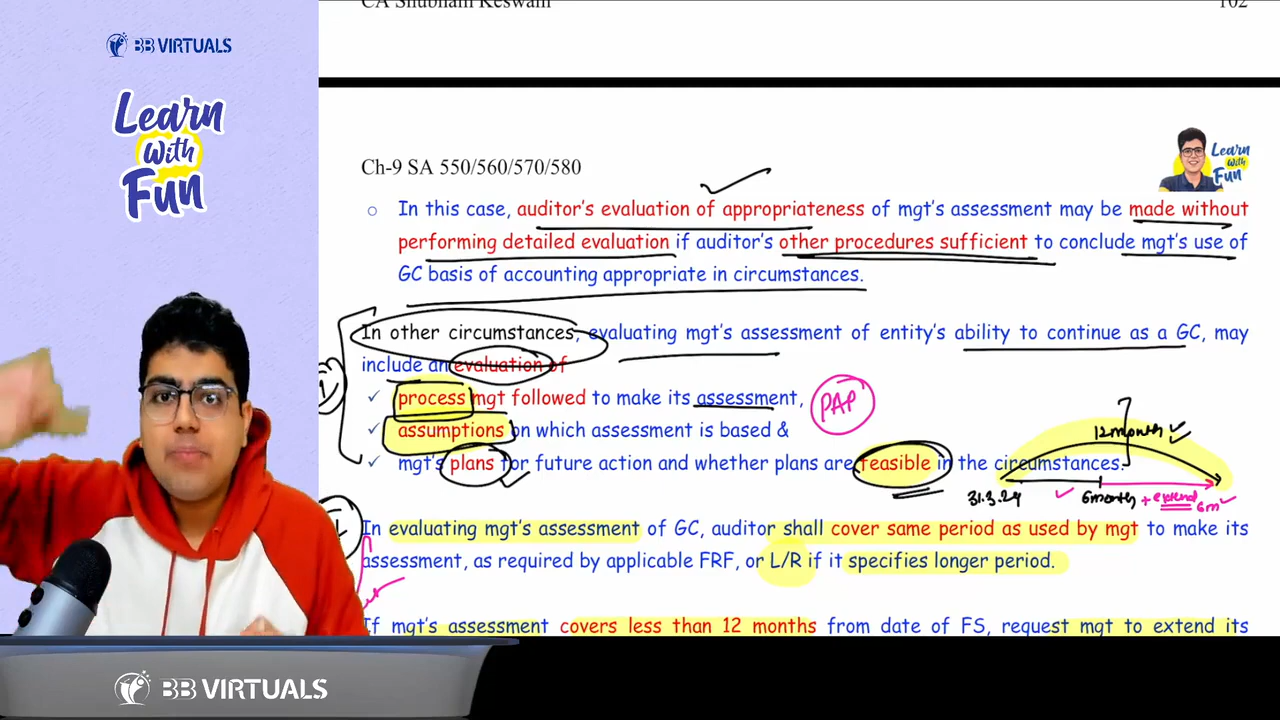 CA Shubham Keswani
102
BB VIRTUALS
Learn
With
Fun
Ch-9 SA 550/560/570/580
Learn
With
Fun
o In this case, auditor's evaluation of appropriateness of mgt's assessment may be made without
performing detailed evaluation if auditor's other procedures sufficient to conclude mgt's use of
GC basis of accounting appropriate in circumstances.
In other circumstances, evaluating mgt's assessment of entity's ability to continue as a GC, may
include an evaluation of
✓ process mgt followed to make its assessment,
PAP
✓ assumptions on which assessment is based &
12month
✓ mgt's plans for future action and whether plans are feasible in the circumstances.
31.3.24
6month
+ extend
6m
In evaluating mgt's assessment of GC, auditor shall cover same period as used by mgt to make its
assessment, as required by applicable FRF, or L/R if it specifies longer period.
If mgt's assessment covers less than 12 months from date of FS, request mgt to extend its
BB VIRTUALS